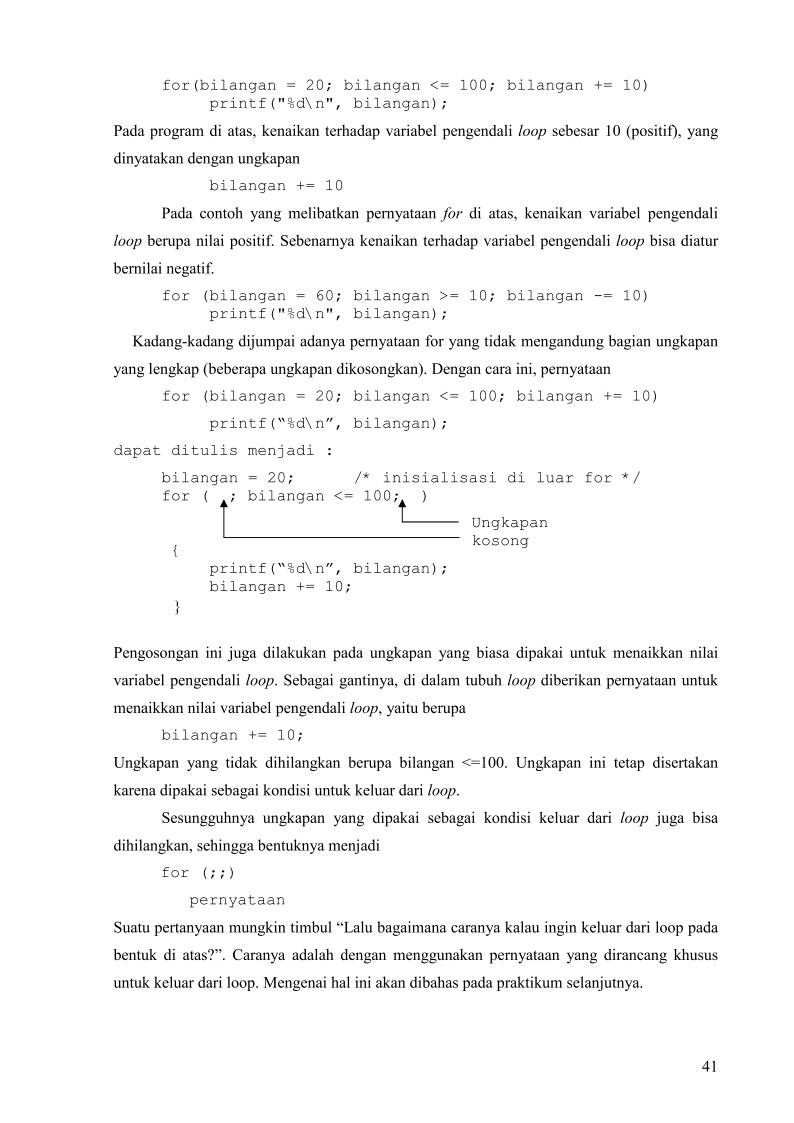 for(bilangan = 20; bilangan <= 100; bilangan += 10)
printf("%d\n", bilangan);
Pada program di atas, kenaikan terhadap variabel pengendali loop sebesar 10 (positif), yang
dinyatakan dengan ungkapan
bilangan += 10
Pada contoh yang melibatkan pernyataan for di atas, kenaikan variabel pengendali
loop berupa nilai positif. Sebenarnya kenaikan terhadap variabel pengendali loop bisa diatur
bernilai negatif.
for (bilangan = 60; bilangan >= 10; bilangan -= 10)
printf("%d\n", bilangan);
Kadang-kadang dijumpai adanya pernyataan for yang tidak mengandung bagian ungkapan
yang lengkap (beberapa ungkapan dikosongkan). Dengan cara ini, pernyataan
for (bilangan = 20; bilangan <= 100; bilangan += 10)
printf(“%d\n”, bilangan);
dapat ditulis menjadi :
bilangan = 20; /* inisialisasi di luar for */
for ( ; bilangan <= 100; )
Ungkapan
kosong
{
printf(“%d\n”, bilangan);
bilangan += 10;
}
Pengosongan ini juga dilakukan pada ungkapan yang biasa dipakai untuk menaikkan nilai
variabel pengendali loop. Sebagai gantinya, di dalam tubuh loop diberikan pernyataan untuk
menaikkan nilai variabel pengendali loop, yaitu berupa
bilangan += 10;
Ungkapan yang tidak dihilangkan berupa bilangan <=100. Ungkapan ini tetap disertakan
karena dipakai sebagai kondisi untuk keluar dari loop.
Sesungguhnya ungkapan yang dipakai sebagai kondisi keluar dari loop juga bisa
dihilangkan, sehingga bentuknya menjadi
for (;;)
pernyataan
Suatu pertanyaan mungkin timbul “Lalu bagaimana caranya kalau ingin keluar dari loop pada
bentuk di atas?”. Caranya adalah dengan menggunakan pernyataan yang dirancang khusus
untuk keluar dari loop. Mengenai hal ini akan dibahas pada praktikum selanjutnya.
41